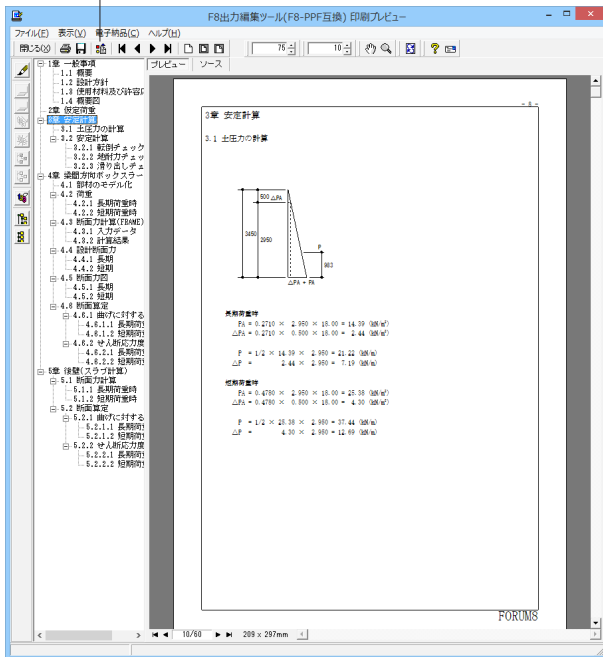 F8出力編集ツール(F8-PPF互換) 印刷プレビュー
ファイル(F) 表示(V) 電子納品(C) ヘルプ(H)
閉じる(X) 75 10
プレビュー ソース
1章 一般事項
1.1 概要
1.2 設計方針
1.3 使用材料及び許容
1.4 概要図
2章 仮定荷重
3章 安定計算
3.1 土圧力の計算
3.2 安定計算
3.2.1 転倒チェック
3.2.2 地耐力チェッ
3.2.3 滑り出しチェ
4章 梁間方向ボックスラー
4.1 部材のモデル化
4.2 荷重
4.2.1 長期荷重時
4.2.2 短期荷重時
4.3 断面力計算(FRAME)
4.3.1 入力データ
4.3.2 計算結果
4.4 設計断面力
4.4.1 長期
4.4.2 短期
4.5 断面力図
4.5.1 長期
4.5.2 短期
4.6 断面算定
4.6.1 曲げに対する
4.6.1.1 長期荷
4.6.1.2 短期荷
4.6.2 せん断応力度
4.6.2.1 長期荷
4.6.2.2 短期荷
5章 後壁(スラブ計算)
5.1 断面力計算
5.1.1 長期荷重時
5.1.2 短期荷重時
5.2 断面算定
5.2.1 曲げに対する
5.2.1.1 長期荷
5.2.1.2 短期荷
5.2.2 せん断応力度
5.2.2.1 長期荷
5.2.2.2 短期荷
3章 安定計算
3.1 土圧力の計算
500 △PA
3450
2950
P
983
△PA + PA
長期荷重時
PA = 0.2710 × 2.950 × 18.00 = 14.39 (kN/m²)
△PA = 0.2710 × 0.500 × 18.00 = 2.44 (kN/m²)
P = 1/2 × 14.39 × 2.950 = 21.22 (kN/m)
△P = 2.44 × 2.950 = 7.19 (kN/m)
短期荷重時
PA = 0.4780 × 2.950 × 18.00 = 25.38 (kN/m²)
△PA = 0.4780 × 0.500 × 18.00 = 4.30 (kN/m²)
P = 1/2 × 25.38 × 2.950 = 37.44 (kN/m)
△P = 4.30 × 2.950 = 12.69 (kN/m)
FORUM8
10/60 209 x 297mm